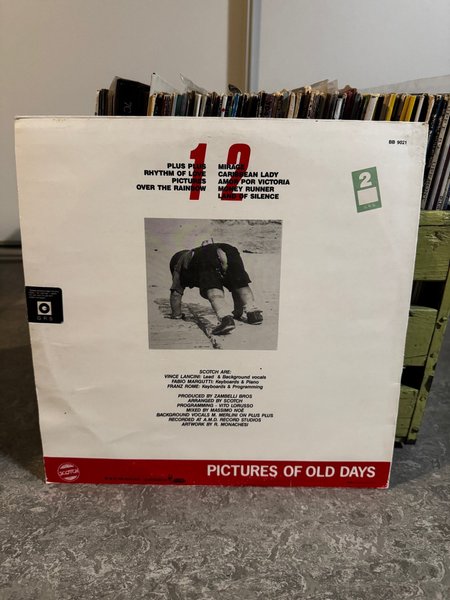 BB 9021
1 2
PLUS PLUS
RHYTHM OF LOVE
PICTURES
OVER THE RAINBOW
MIRAGE
CARIBBEAN LADY
AMOR POR VICTORIA
MONEY RUNNER
LAND OF SILENCE
2
SCOTCH ARE:
VINCE LANCINI: Lead & Background vocals
FABIO MARGUTTI: Keyboards & Piano
FRANZ ROME: Keyboards & Programming
PRODUCED BY ZAMBELLI BROS
ARRANGED BY SCOTCH
PROGRAMMING - VITO LORUSSO
MIXED BY MASSIMO NOÈ
BACKGROUND VOCALS M. MERLINI ON PLUS PLUS
RECORDED AT A.M.D. RECORD STUDIOS
ARTWORK BY R. MONACHESI
SCOTCH
PICTURES OF OLD DAYS